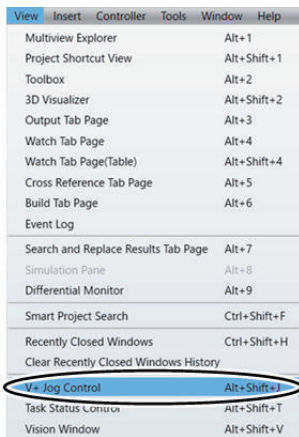 View Insert Controller Tools Window Help
Multiview Explorer Alt+1
Project Shortcut View Alt+Shift+1
Toolbox Alt+2
3D Visualizer Alt+Shift+2
Output Tab Page Alt+3
Watch Tab Page Alt+4
Watch Tab Page(Table) Alt+Shift+4
Cross Reference Tab Page Alt+5
Build Tab Page Alt+6
Event Log
Search and Replace Results Tab Page Alt+7
Simulation Pane Alt+8
Differential Monitor Alt+9
Smart Project Search Ctrl+Shift+F
Recently Closed Windows Ctrl+Shift+H
Clear Recently Closed Windows History
V+ Jog Control Alt+Shift+J
Task Status Control Alt+Shift+T
Vision Window Alt+Shift+V